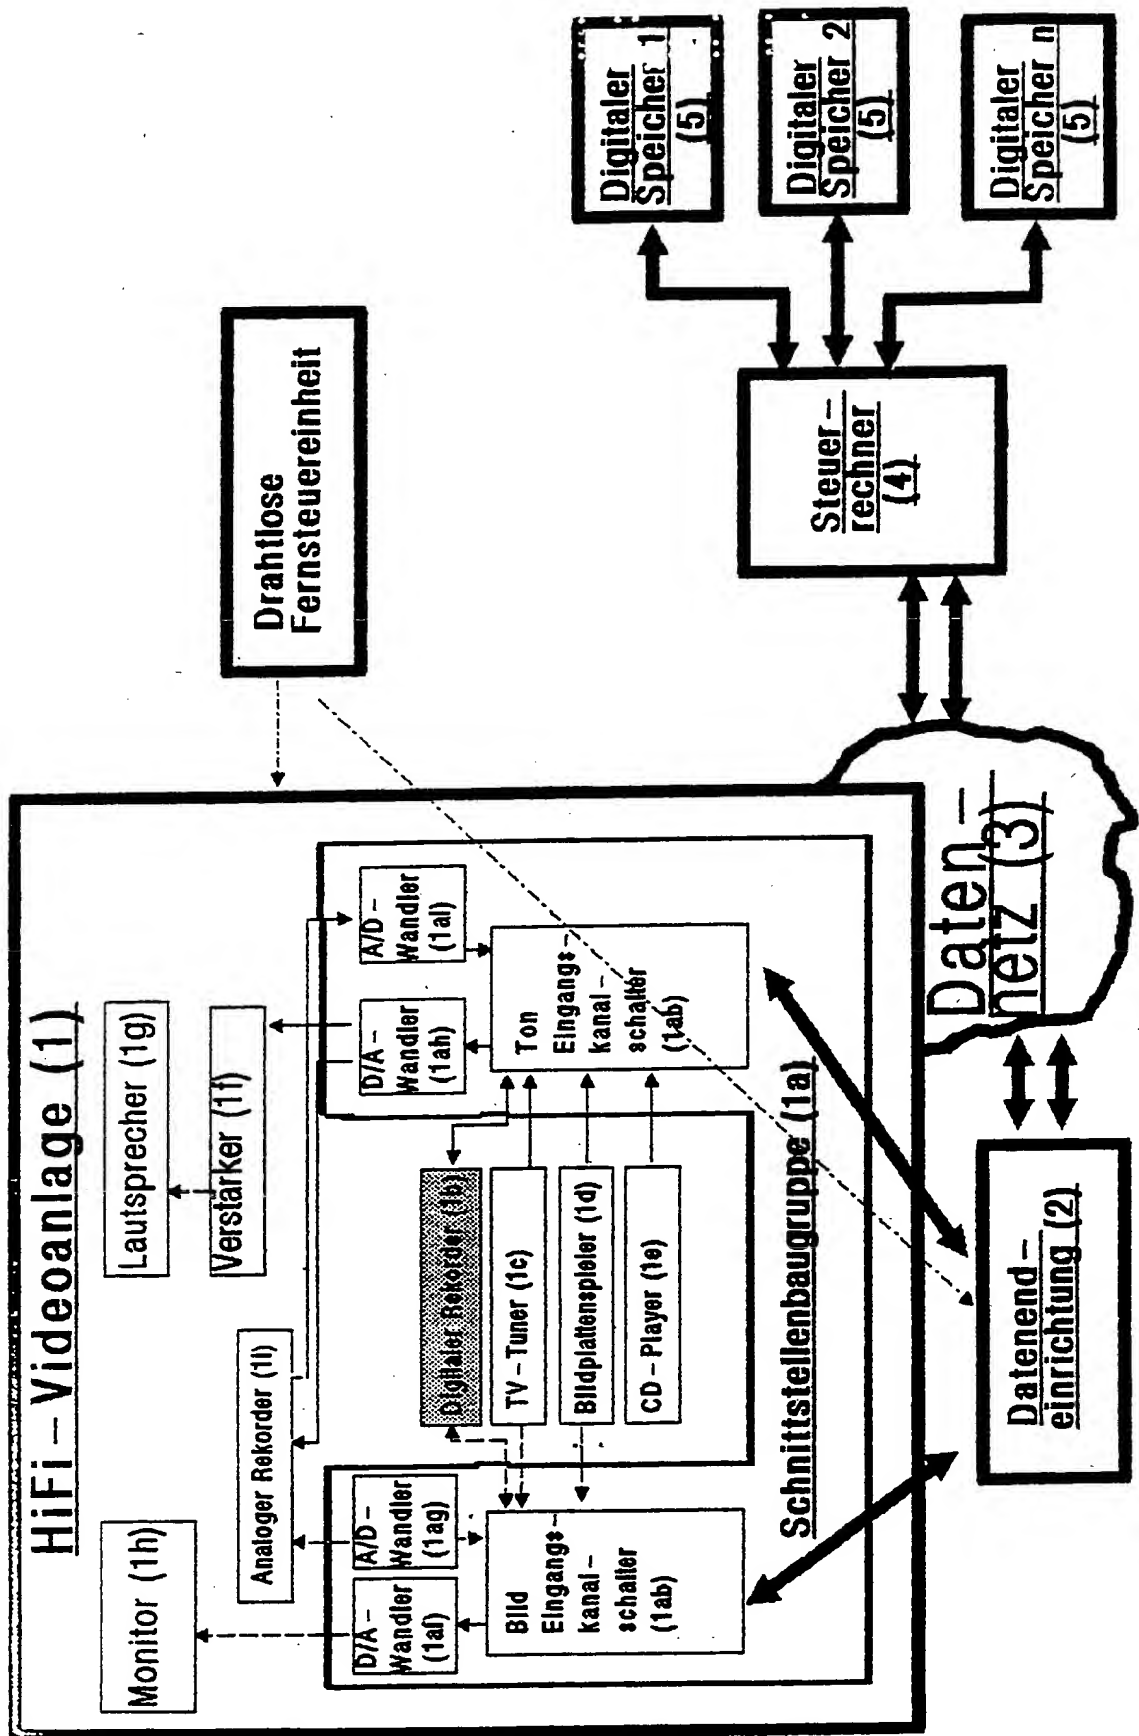 HiFi – Videoanlage (1)
Monitor (1h)
Lautsprecher (1g)
Verstarker (1f)
Analoger Rekorder (1i)
D/A –
Wandler
(1af)
A/D –
Wandler
(1ag)
D/A –
Wandler
(1ah)
A/D –
Wandler
(1ai)
Bild
Eingangs –
kanal –
schalter
(1ab)
Digitaler Rekorder (1b)
TV – Tuner (1c)
Bildplattenspieler (1d)
CD – Player (1e)
Ton
Eingangs –
kanal –
schalter
(1ab)
Schnittstellenbaugruppe (1a)
Drahtlose
Fernsteuereinheit
Datenend –
einrichtung (2)
Daten –
netz (3)
Steuer –
rechner
(4)
Digitaler
Speicher 1
(5)
Digitaler
Speicher 2
(5)
Digitaler
Speicher n
(5)